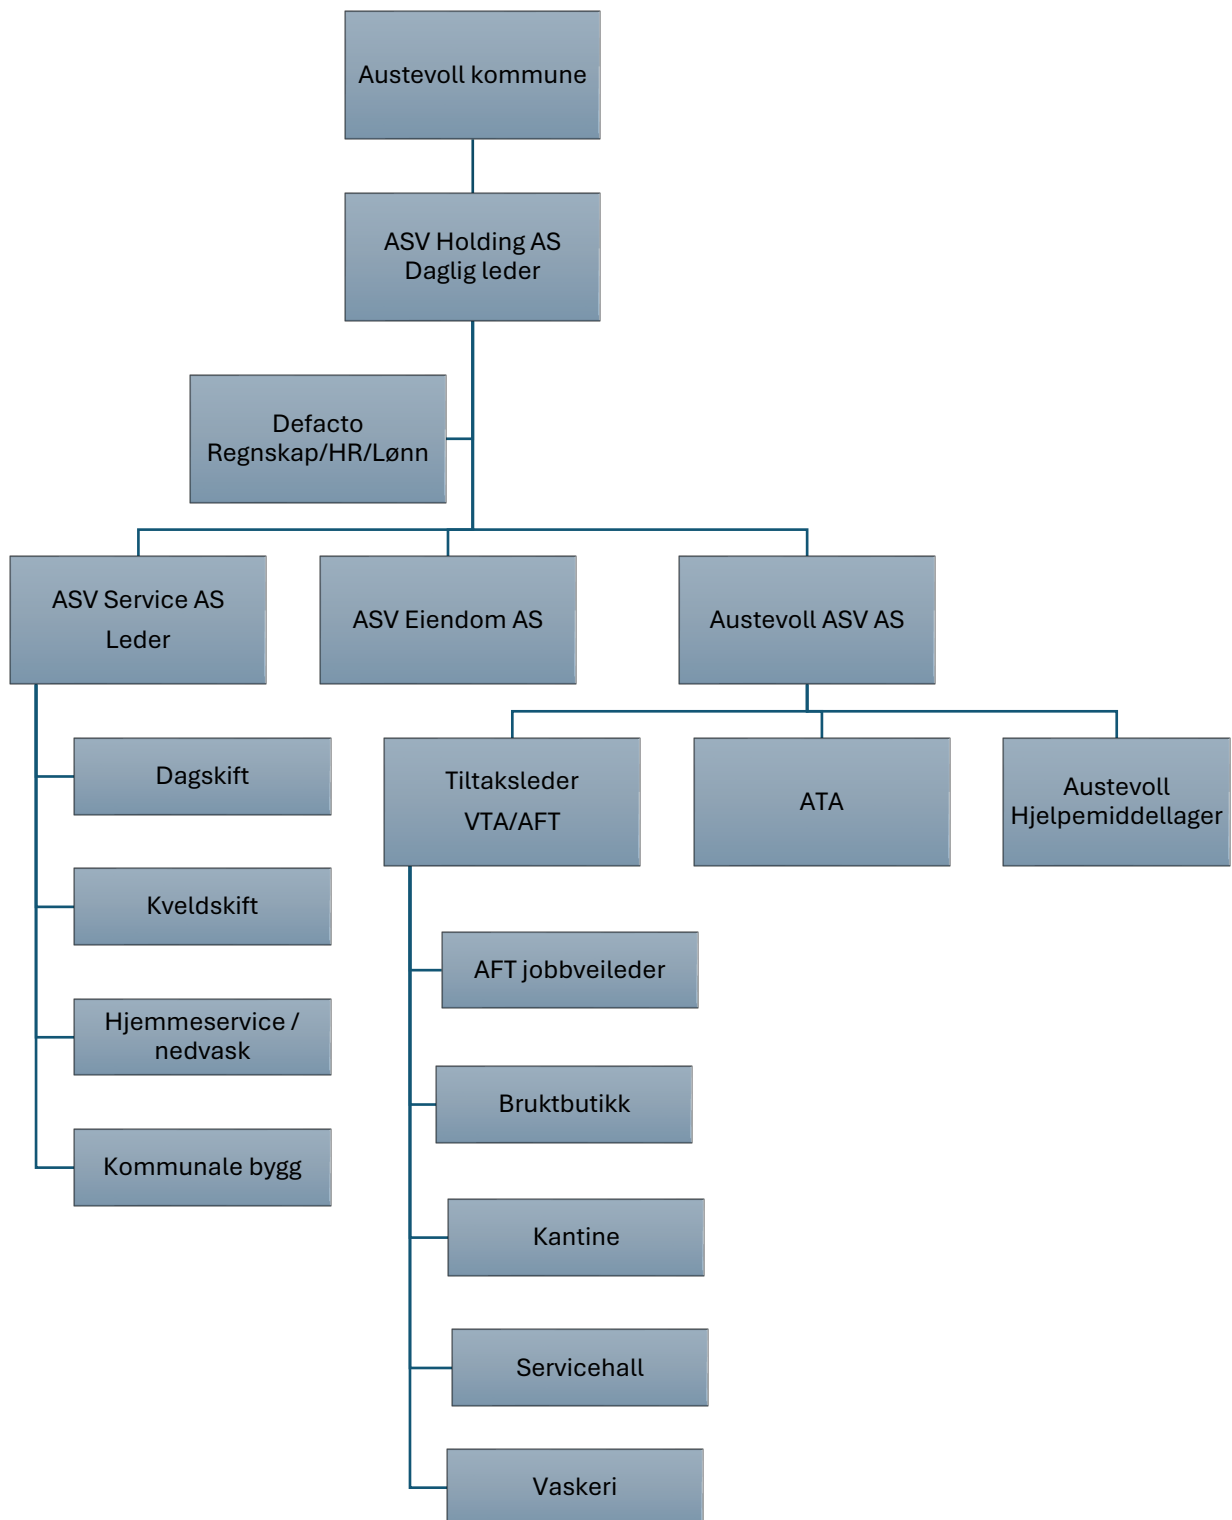 Austevoll kommune
ASV Holding AS
Daglig leder
Defacto
Regnskap/HR/Lønn
ASV Service AS
Leder
ASV Eiendom AS
Austevoll ASV AS
Dagskift
Kveldskift
Hjemmeservice /
nedvask
Kommunale bygg
Tiltaksleder
VTA/AFT
ATA
Austevoll
Hjelpemiddellager
AFT jobbveileder
Bruktbutikk
Kantine
Servicehall
Vaskeri